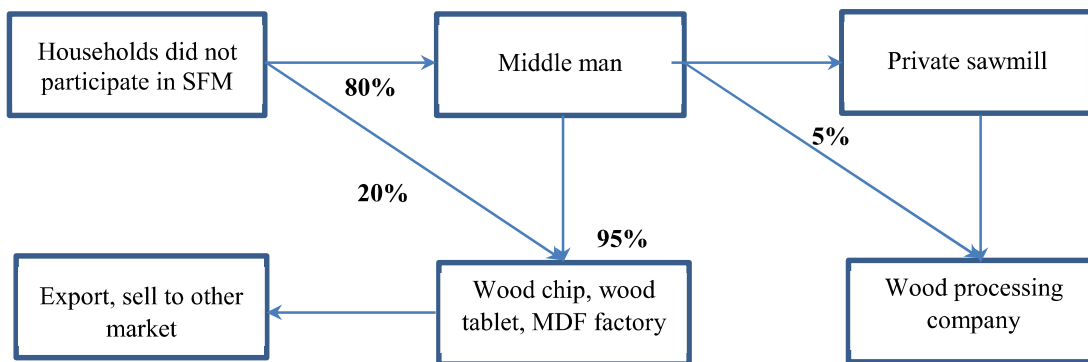 Households did not
participate in SFM
Middle man
Private sawmill
80%
5%
20%
95%
Export, sell to other
market
Wood chip, wood
tablet, MDF factory
Wood processing
company